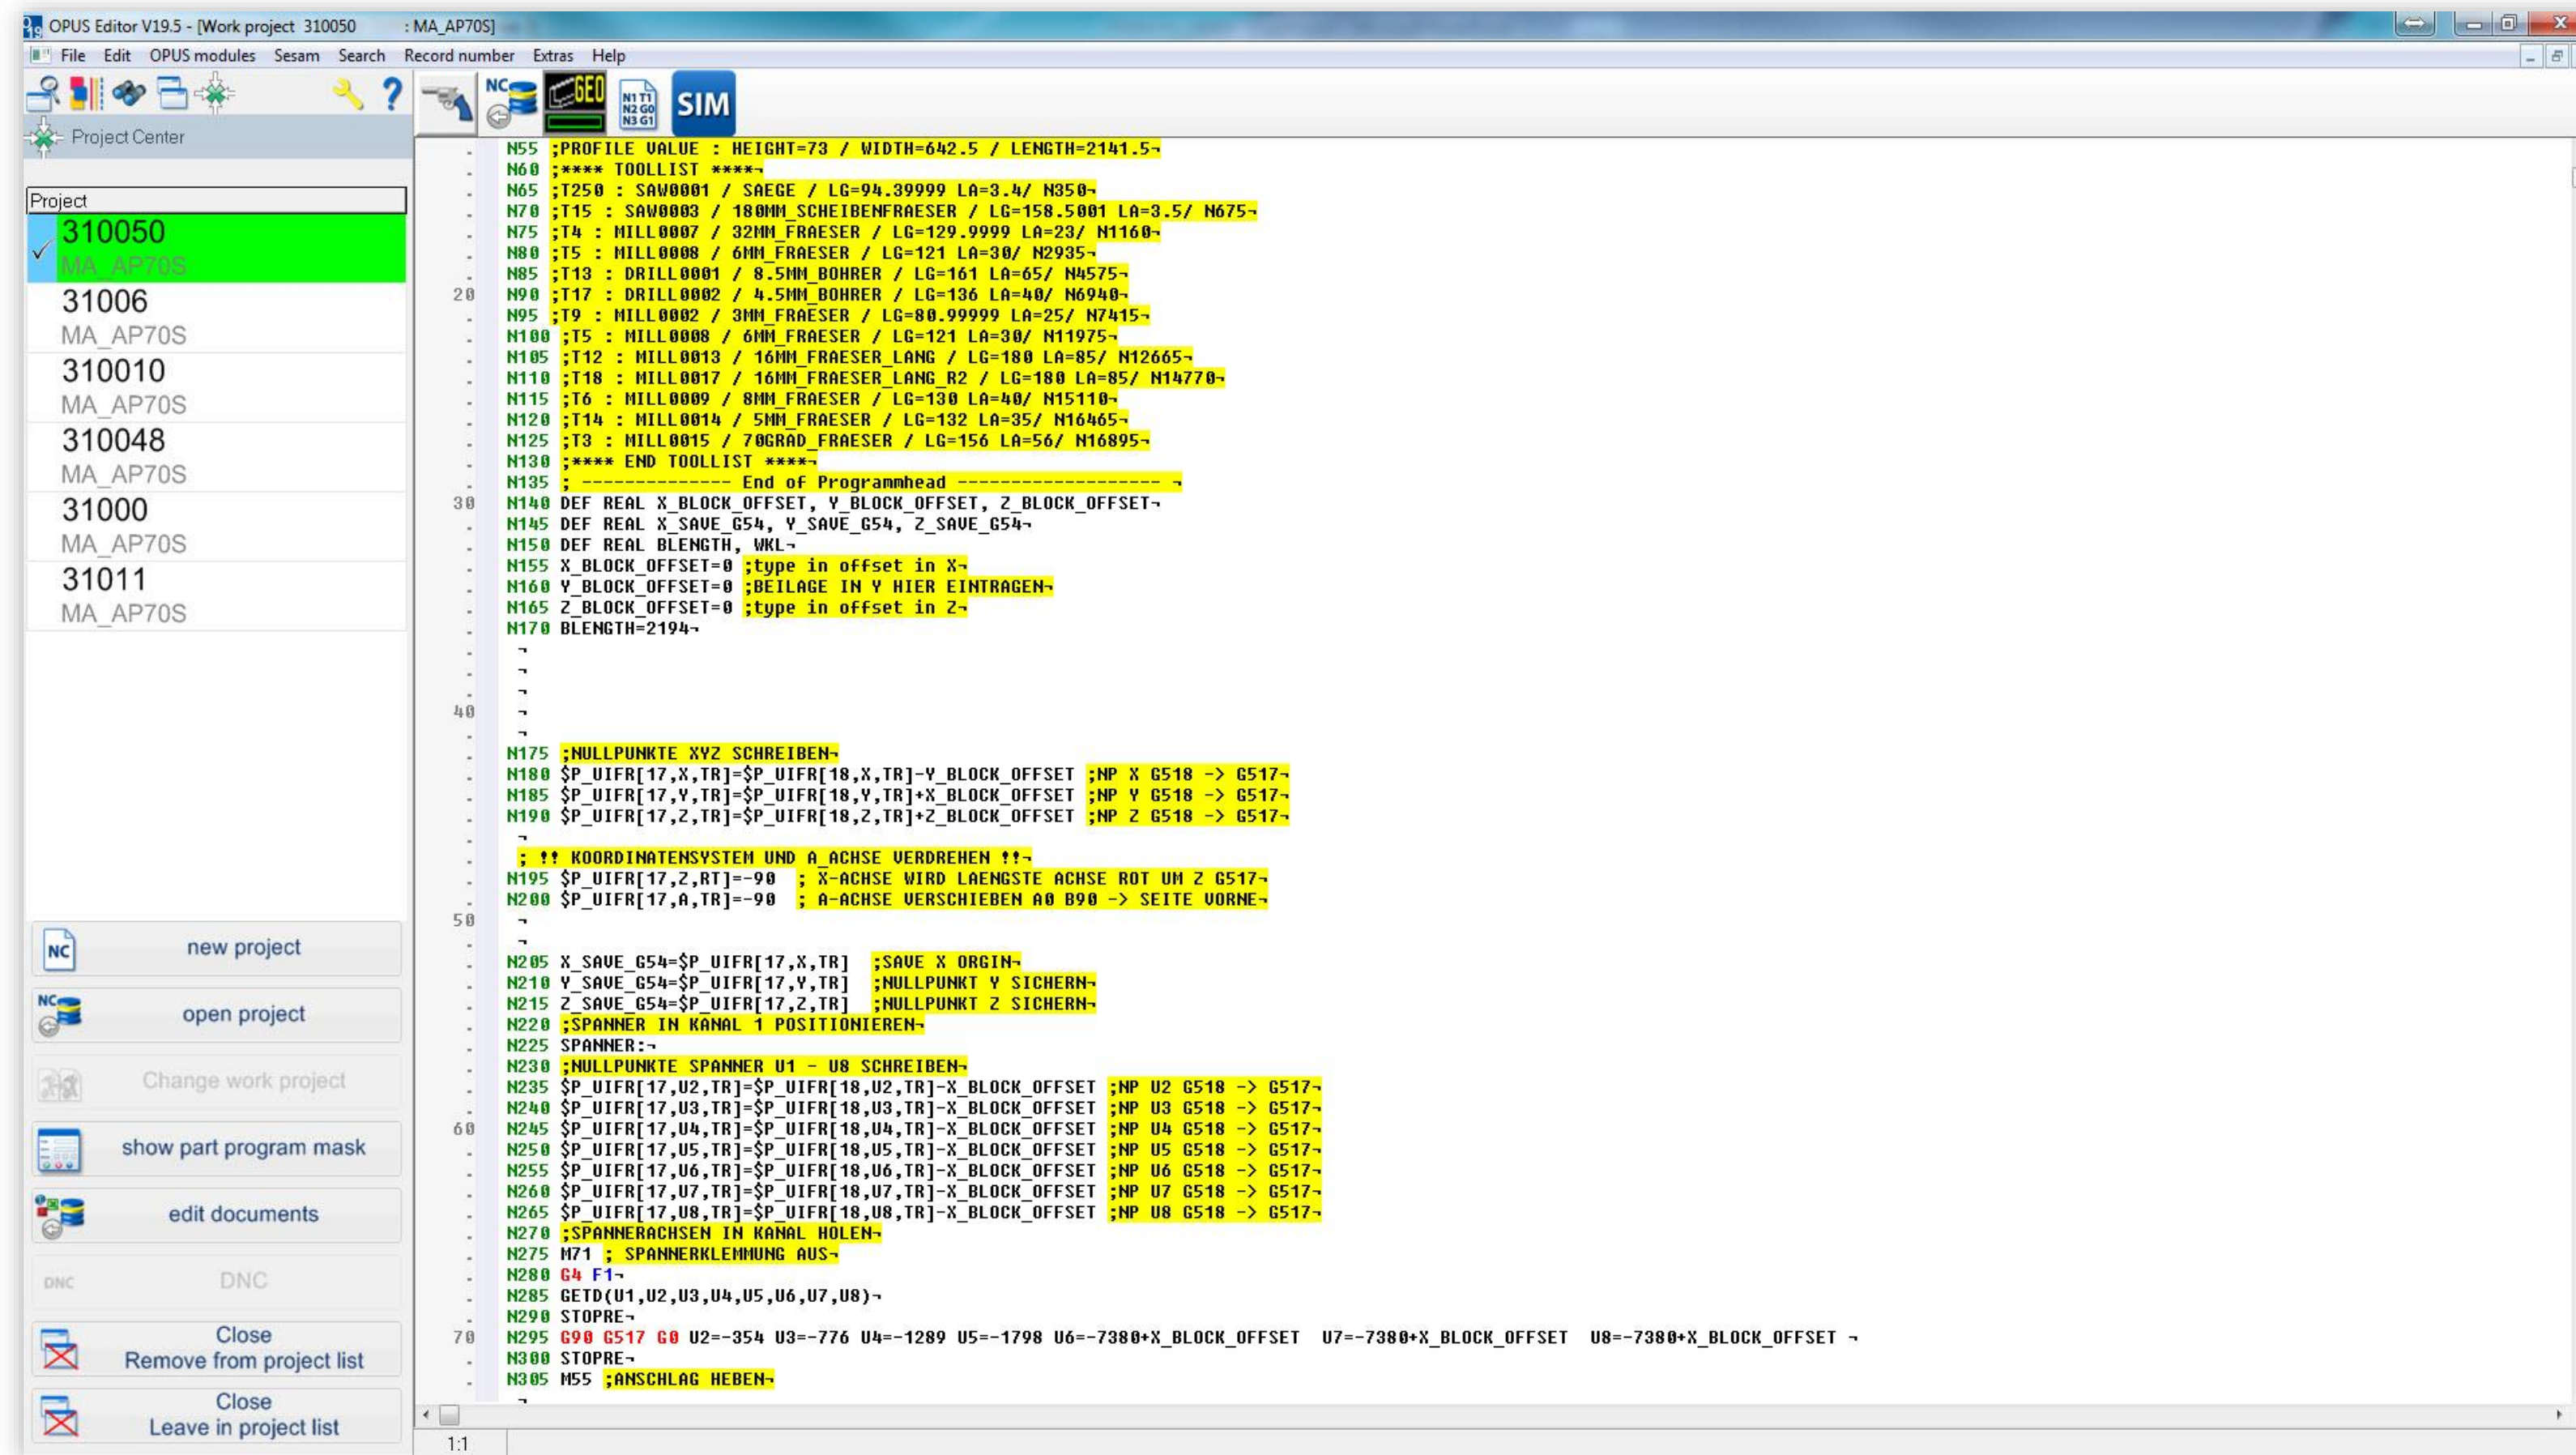 OPUS Editor V19.5 - [Work project 310050 : MA_AP70S]
File Edit OPUS modules Sesam Search Record number Extras Help
NC GEO N1 T1 N2 G0 N3 G1 SIM
Project Center
Project
310050
MA_AP70S
31006
MA_AP70S
310010
MA_AP70S
310048
MA_AP70S
31000
MA_AP70S
31011
MA_AP70S
NC new project
NC open project
Change work project
show part program mask
edit documents
DNC DNC
Close
Remove from project list
Close
Leave in project list
N55 ;PROFILE VALUE : HEIGHT=73 / WIDTH=642.5 / LENGTH=2141.5¬
N60 ;**** TOOLLIST ****¬
N65 ;T250 : SAW0001 / SAEGE / LG=94.39999 LA=3.4/ N350¬
N70 ;T15 : SAW0003 / 180MM_SCHEIBENFRAESER / LG=158.5001 LA=3.5/ N675¬
N75 ;T4 : MILL0007 / 32MM_FRAESER / LG=129.9999 LA=23/ N1160¬
N80 ;T5 : MILL0008 / 6MM_FRAESER / LG=121 LA=30/ N2935¬
N85 ;T13 : DRILL0001 / 8.5MM_BOHRER / LG=161 LA=65/ N4575¬
20 N90 ;T17 : DRILL0002 / 4.5MM_BOHRER / LG=136 LA=40/ N6940¬
N95 ;T9 : MILL0002 / 3MM_FRAESER / LG=80.99999 LA=25/ N7415¬
N100 ;T5 : MILL0008 / 6MM_FRAESER / LG=121 LA=30/ N11975¬
N105 ;T12 : MILL0013 / 16MM_FRAESER_LANG / LG=180 LA=85/ N12665¬
N110 ;T18 : MILL0017 / 16MM_FRAESER_LANG_R2 / LG=180 LA=85/ N14770¬
N115 ;T6 : MILL0009 / 8MM_FRAESER / LG=130 LA=40/ N15110¬
N120 ;T14 : MILL0014 / 5MM_FRAESER / LG=132 LA=35/ N16465¬
N125 ;T3 : MILL0015 / 70GRAD_FRAESER / LG=156 LA=56/ N16895¬
N130 ;**** END TOOLLIST ****¬
N135 ; -------------- End of Programmhead ------------------- ¬
30 N140 DEF REAL X_BLOCK_OFFSET, Y_BLOCK_OFFSET, Z_BLOCK_OFFSET¬
N145 DEF REAL X_SAVE_G54, Y_SAVE_G54, Z_SAVE_G54¬
N150 DEF REAL BLENGTH, WKL¬
N155 X_BLOCK_OFFSET=0 ;type in offset in X¬
N160 Y_BLOCK_OFFSET=0 ;BEILAGE IN Y HIER EINTRAGEN¬
N165 Z_BLOCK_OFFSET=0 ;type in offset in Z¬
N170 BLENGTH=2194¬
¬
¬
¬
40 ¬
¬
N175 ;NULLPUNKTE XYZ SCHREIBEN¬
N180 $P_UIFR[17,X,TR]=$P_UIFR[18,X,TR]-Y_BLOCK_OFFSET ;NP X G518 -> G517¬
N185 $P_UIFR[17,Y,TR]=$P_UIFR[18,Y,TR]+X_BLOCK_OFFSET ;NP Y G518 -> G517¬
N190 $P_UIFR[17,Z,TR]=$P_UIFR[18,Z,TR]+Z_BLOCK_OFFSET ;NP Z G518 -> G517¬
¬
; !! KOORDINATENSYSTEM UND A_ACHSE VERDREHEN !!¬
N195 $P_UIFR[17,Z,RT]=-90 ; X-ACHSE WIRD LAENGSTE ACHSE ROT UM Z G517¬
N200 $P_UIFR[17,A,TR]=-90 ; A-ACHSE VERSCHIEBEN A0 B90 -> SEITE VORNE¬
50 ¬
¬
N205 X_SAVE_G54=$P_UIFR[17,X,TR] ;SAVE X ORGIN¬
N210 Y_SAVE_G54=$P_UIFR[17,Y,TR] ;NULLPUNKT Y SICHERN¬
N215 Z_SAVE_G54=$P_UIFR[17,Z,TR] ;NULLPUNKT Z SICHERN¬
N220 ;SPANNER IN KANAL 1 POSITIONIEREN¬
N225 SPANNER:¬
N230 ;NULLPUNKTE SPANNER U1 - U8 SCHREIBEN¬
N235 $P_UIFR[17,U2,TR]=$P_UIFR[18,U2,TR]-X_BLOCK_OFFSET ;NP U2 G518 -> G517¬
N240 $P_UIFR[17,U3,TR]=$P_UIFR[18,U3,TR]-X_BLOCK_OFFSET ;NP U3 G518 -> G517¬
60 N245 $P_UIFR[17,U4,TR]=$P_UIFR[18,U4,TR]-X_BLOCK_OFFSET ;NP U4 G518 -> G517¬
N250 $P_UIFR[17,U5,TR]=$P_UIFR[18,U5,TR]-X_BLOCK_OFFSET ;NP U5 G518 -> G517¬
N255 $P_UIFR[17,U6,TR]=$P_UIFR[18,U6,TR]-X_BLOCK_OFFSET ;NP U6 G518 -> G517¬
N260 $P_UIFR[17,U7,TR]=$P_UIFR[18,U7,TR]-X_BLOCK_OFFSET ;NP U7 G518 -> G517¬
N265 $P_UIFR[17,U8,TR]=$P_UIFR[18,U8,TR]-X_BLOCK_OFFSET ;NP U8 G518 -> G517¬
N270 ;SPANNERACHSEN IN KANAL HOLEN¬
N275 M71 ; SPANNERKLEMMUNG AUS¬
N280 G4 F1¬
N285 GETD(U1,U2,U3,U4,U5,U6,U7,U8)¬
N290 STOPRE¬
70 N295 G90 G517 G0 U2=-354 U3=-776 U4=-1289 U5=-1798 U6=-7380+X_BLOCK_OFFSET U7=-7380+X_BLOCK_OFFSET U8=-7380+X_BLOCK_OFFSET ¬
N300 STOPRE¬
N305 M55 ;ANSCHLAG HEBEN¬
¬
1:1